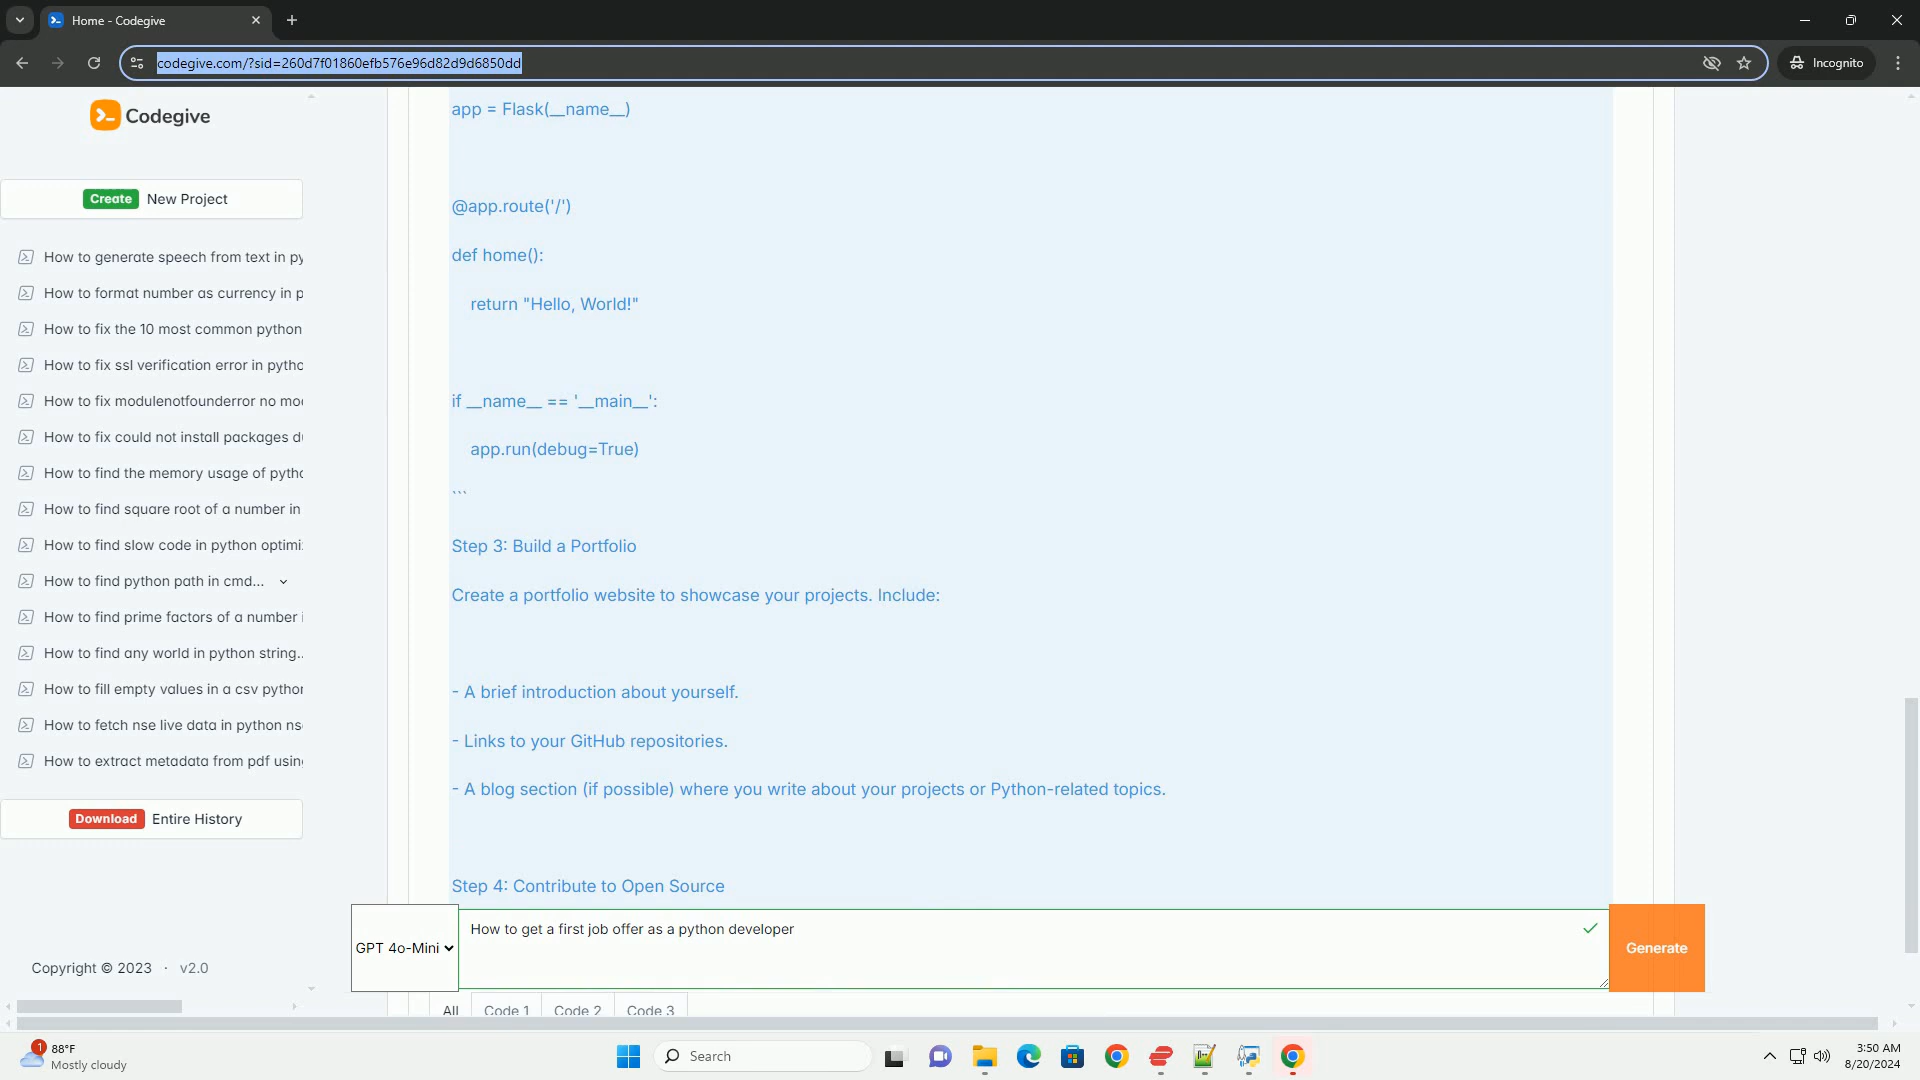 Home - Codegive
codegive.com/?sid=260d7f01860efb576e96d82d9d6850dd
Incognito
Codegive
Create New Project
How to generate speech from text in py
How to format number as currency in p
How to fix the 10 most common python
How to fix ssl verification error in pytho
How to fix modulenotfounderror no mo
How to fix could not install packages d
How to find the memory usage of pytho
How to find square root of a number in
How to find slow code in python optimi
How to find python path in cmd...
How to find prime factors of a number i
How to find any world in python string..
How to fill empty values in a csv python
How to fetch nse live data in python ns
How to extract metadata from pdf using
Download Entire History
Copyright © 2023 · v2.0
app = Flask(__name__)
@app.route('/')
def home():
return "Hello, World!"
if __name__ == '__main__':
app.run(debug=True)
```
Step 3: Build a Portfolio
Create a portfolio website to showcase your projects. Include:
- A brief introduction about yourself.
- Links to your GitHub repositories.
- A blog section (if possible) where you write about your projects or Python-related topics.
Step 4: Contribute to Open Source
GPT 4o-Mini
How to get a first job offer as a python developer
Generate
All Code 1 Code 2 Code 3
1
88°F
Mostly cloudy
Search
3:50 AM
8/20/2024